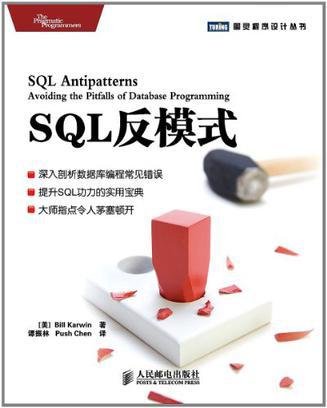 The Pragmatic Programmers
TURING 图灵程序设计丛书
SQL Antipatterns
Avoiding the Pitfalls of Database Programming
SQL反模式
深入剖析数据库编程常见错误
提升SQL功力的实用宝典
大师指点令人茅塞顿开
[美] Bill Karwin 著
谭振林 Push Chen 译
人民邮电出版社
POSTS & TELECOM PRESS